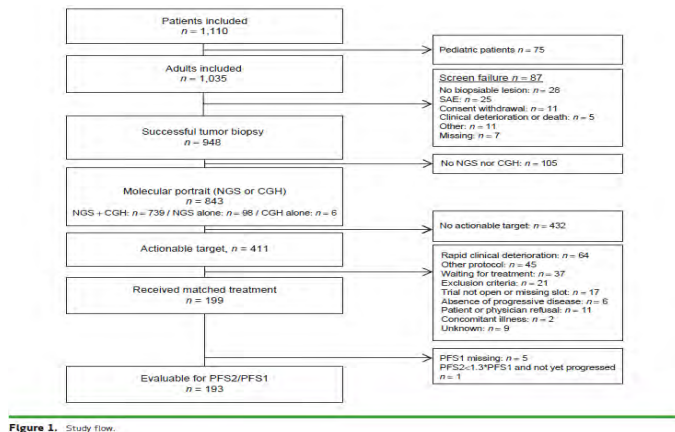 Patients included
n = 1,110
Pediatric patients n = 75
Adults included
n = 1,035
Screen failure n = 87
No biopsiable lesion: n = 28
SAE: n = 25
Consent withdrawal: n = 11
Clinical deterioration or death: n = 5
Other: n = 11
Missing: n = 7
Successful tumor biopsy
n = 948
No NGS nor CGH: n = 105
Molecular portrait (NGS or CGH)
n = 843
NGS + CGH: n = 739 / NGS alone: n = 98 / CGH alone: n = 6
No actionable target: n = 432
Actionable target, n = 411
Rapid clinical deterioration: n = 64
Other protocol: n = 45
Waiting for treatment: n = 37
Exclusion criteria: n = 21
Trial not open or missing slot: n = 17
Absence of progressive disease: n = 6
Patient or physician refusal: n = 11
Concomitant illness: n = 2
Unknown: n = 9
Received matched treatment
n = 199
PFS1 missing: n = 5
PFS2<1.3*PFS1 and not yet progressed
n = 1
Evaluable for PFS2/PFS1
n = 193
Figure 1. Study flow.